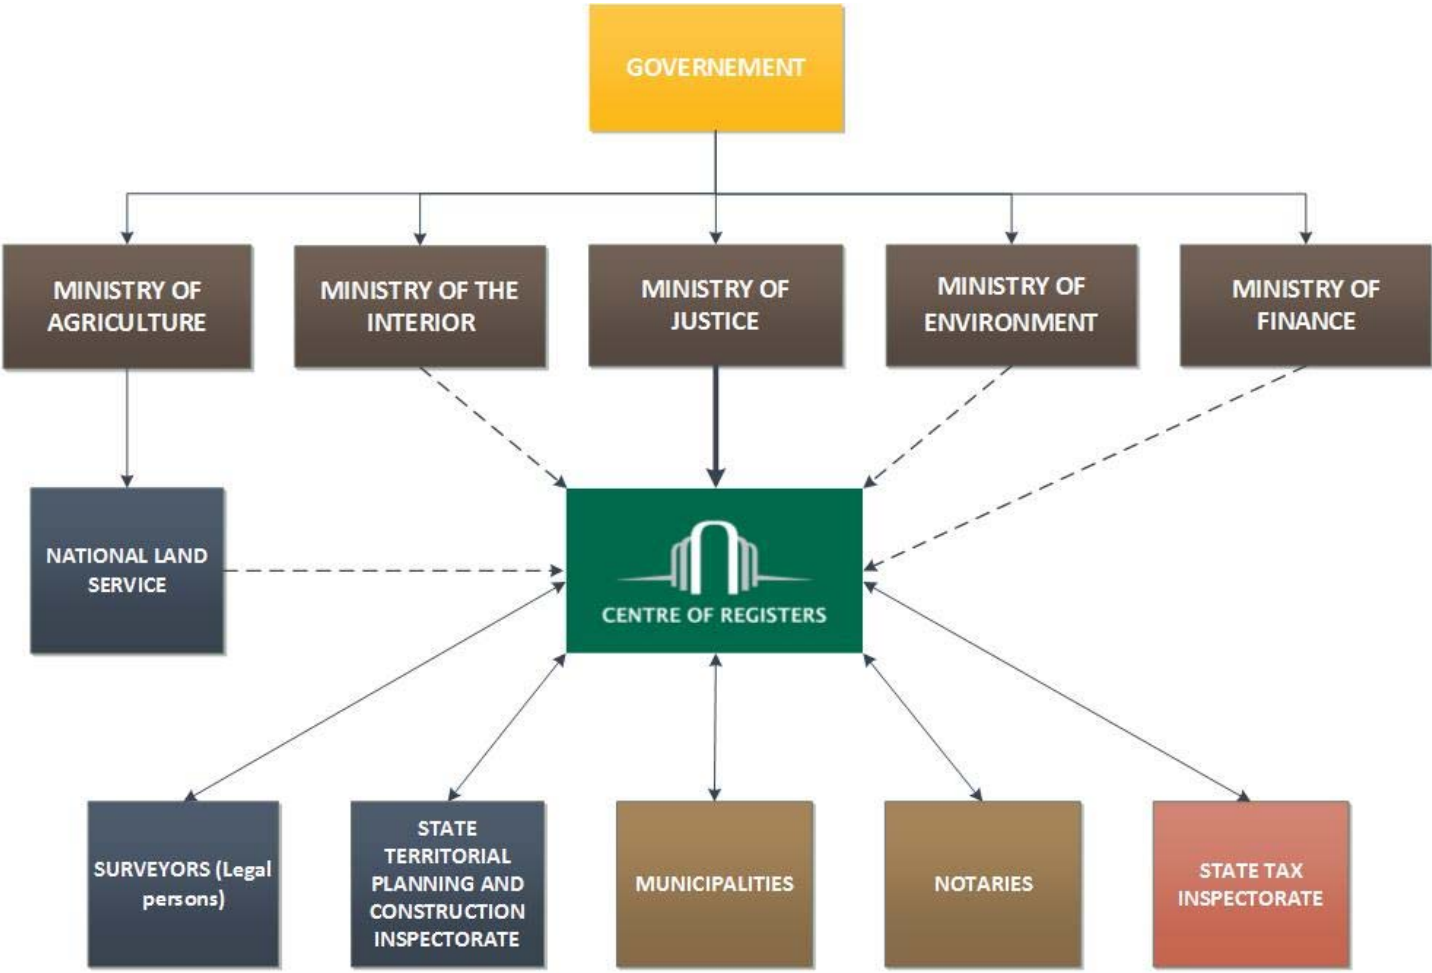 GOVERNEMENT
MINISTRY OF
AGRICULTURE
MINISTRY OF THE
INTERIOR
MINISTRY OF
JUSTICE
MINISTRY OF
ENVIRONMENT
MINISTRY OF
FINANCE
NATIONAL LAND
SERVICE
CENTRE OF REGISTERS
SURVEYORS (Legal
persons)
STATE
TERRITORIAL
PLANNING AND
CONSTRUCTION
INSPECTORATE
MUNICIPALITIES
NOTARIES
STATE TAX
INSPECTORATE